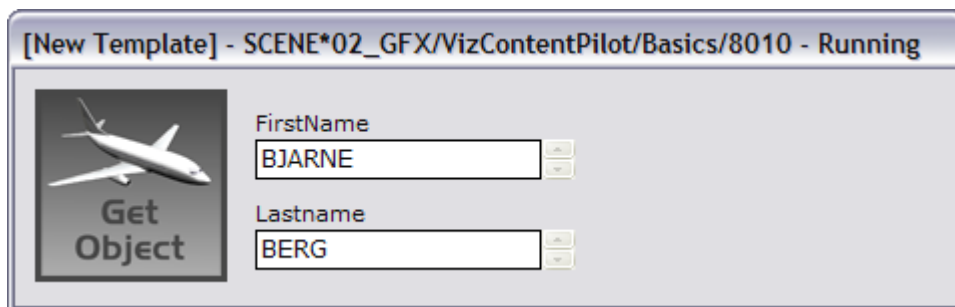 [New Template] - SCENE*02_GFX/VizContentPilot/Basics/8010 - Running
Get
Object
FirstName
BJARNE
Lastname
BERG